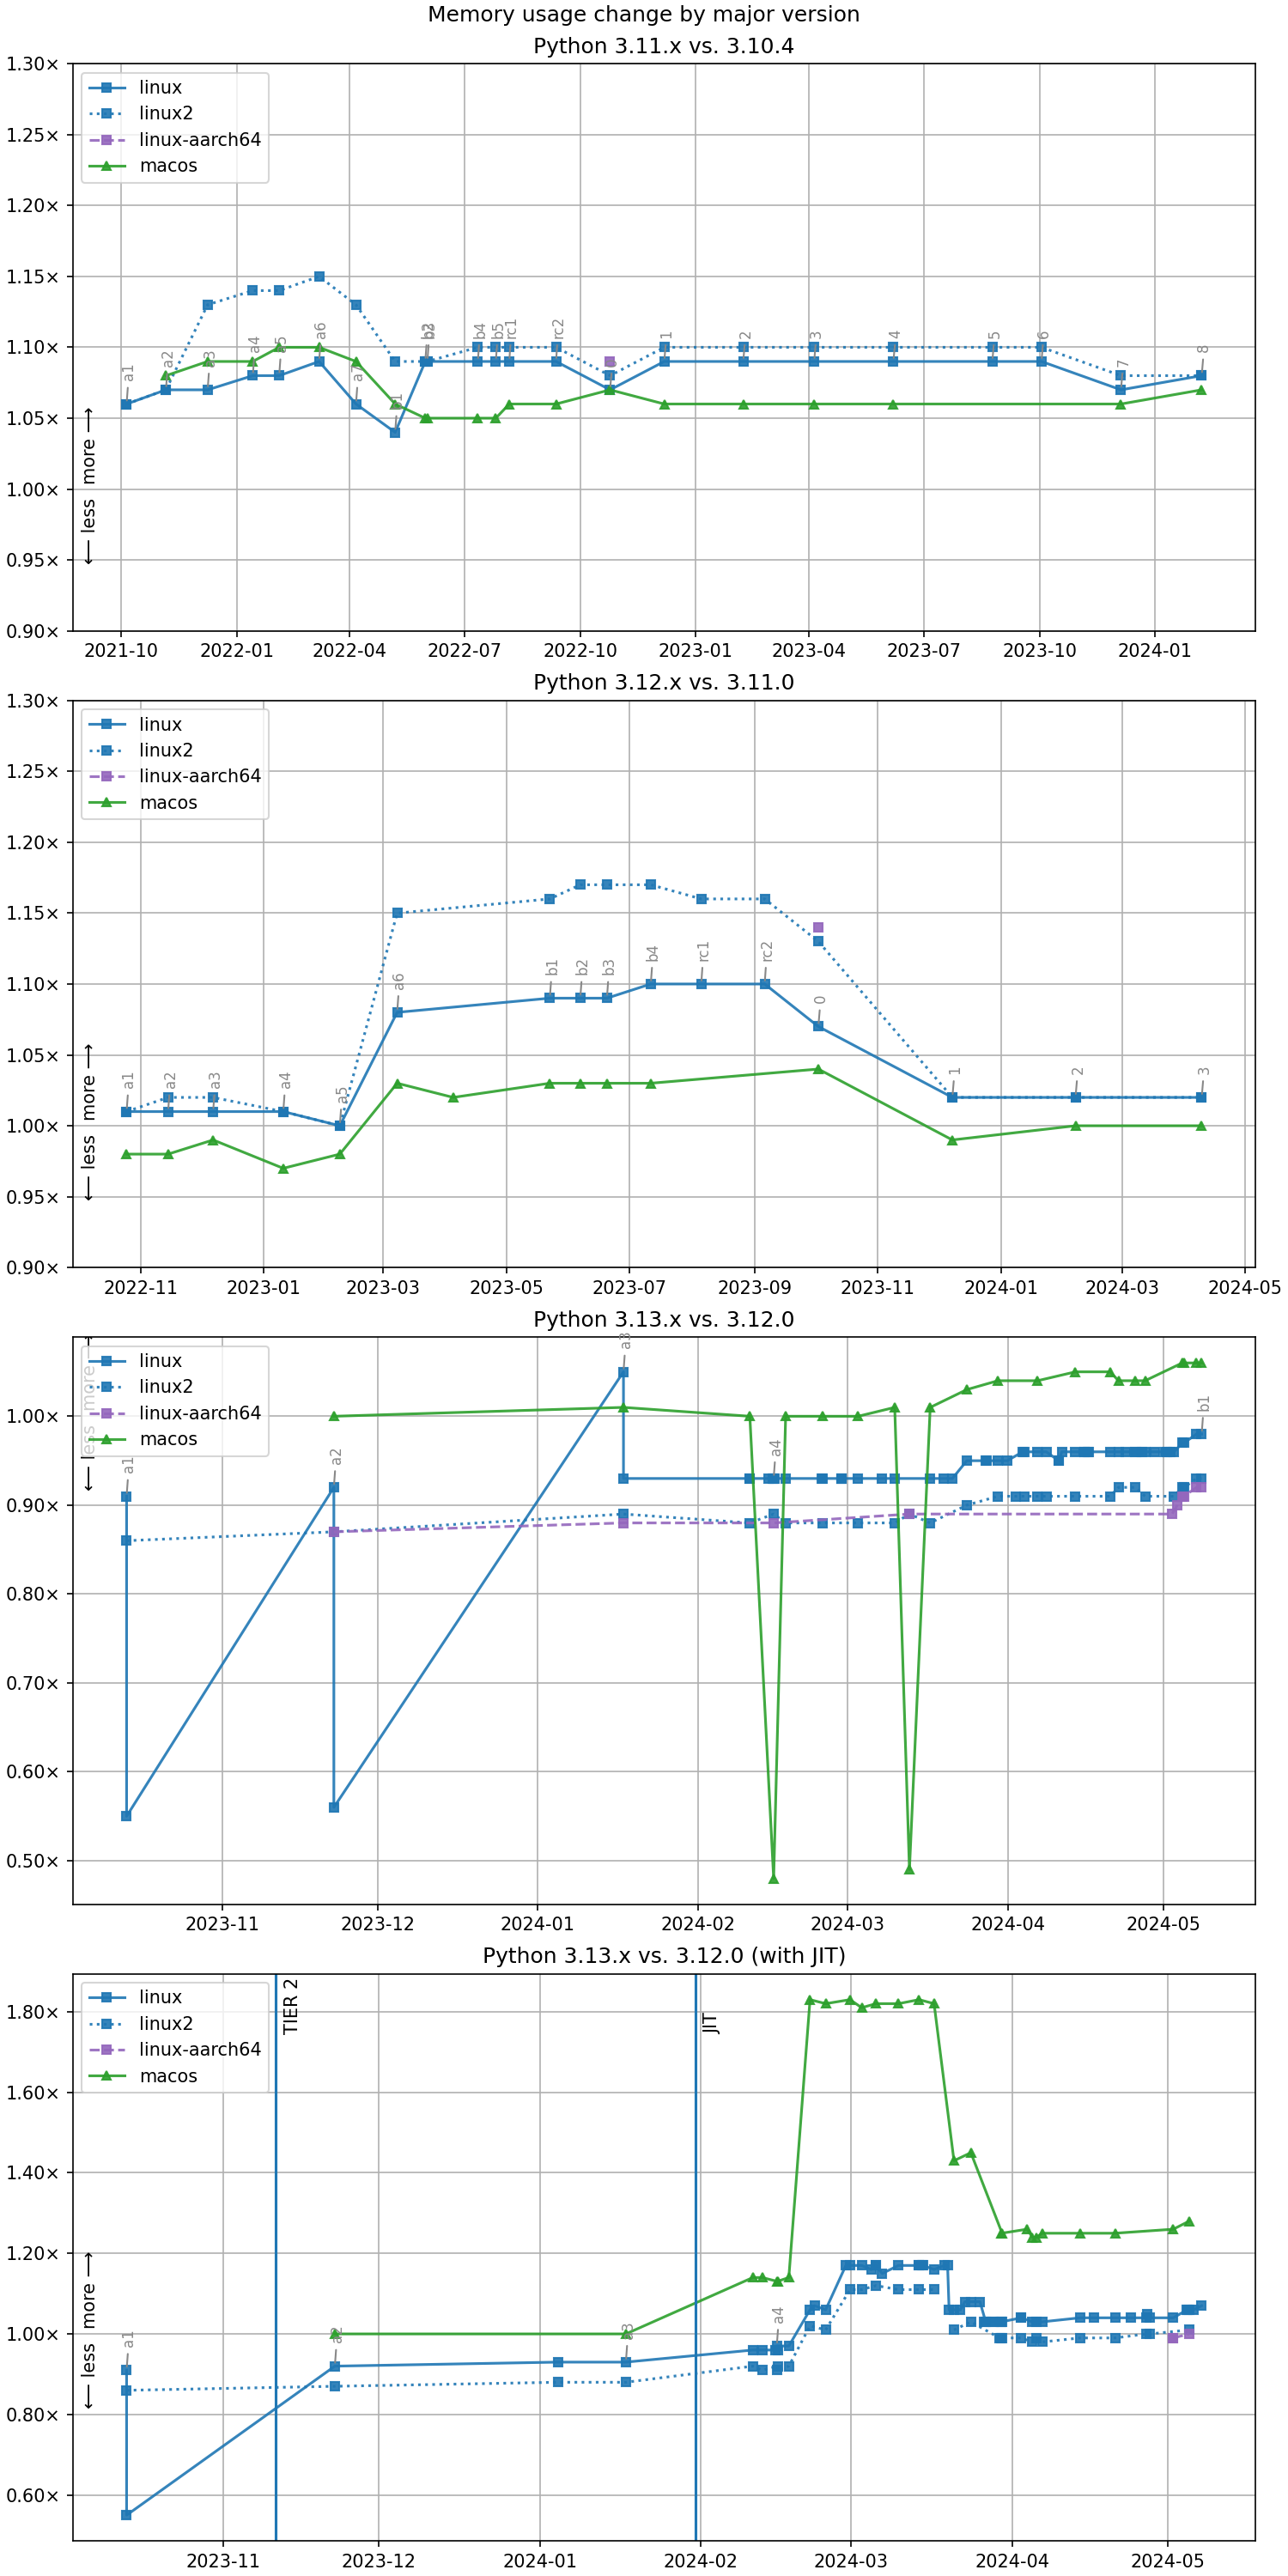 Memory usage change by major version
Python 3.11.x vs. 3.10.4
1.30×
1.25×
1.20×
1.15×
1.10×
1.05×
1.00×
0.95×
0.90×
linux
linux2
linux-aarch64
macos
← less more →
a1
a2
a3
a4
a5
a6
a7
b1
b3
b4
b5
rc1
rc2
1
2
3
4
5
6
7
8
2021-10
2022-01
2022-04
2022-07
2022-10
2023-01
2023-04
2023-07
2023-10
2024-01
Python 3.12.x vs. 3.11.0
1.30×
1.25×
1.20×
1.15×
1.10×
1.05×
1.00×
0.95×
0.90×
linux
linux2
linux-aarch64
macos
← less more →
a1
a2
a3
a4
a5
a6
b1
b2
b3
b4
rc1
rc2
0
1
2
3
2022-11
2023-01
2023-03
2023-05
2023-07
2023-09
2023-11
2024-01
2024-03
2024-05
Python 3.13.x vs. 3.12.0
1.00×
0.90×
0.80×
0.70×
0.60×
0.50×
linux
linux2
linux-aarch64
macos
← less more →
a1
a2
a3
a4
b1
2023-11
2023-12
2024-01
2024-02
2024-03
2024-04
2024-05
Python 3.13.x vs. 3.12.0 (with JIT)
1.80×
1.60×
1.40×
1.20×
1.00×
0.80×
0.60×
linux
linux2
linux-aarch64
macos
TIER 2
JIT
← less more →
a1
a2
a3
a4
2023-11
2023-12
2024-01
2024-02
2024-03
2024-04
2024-05